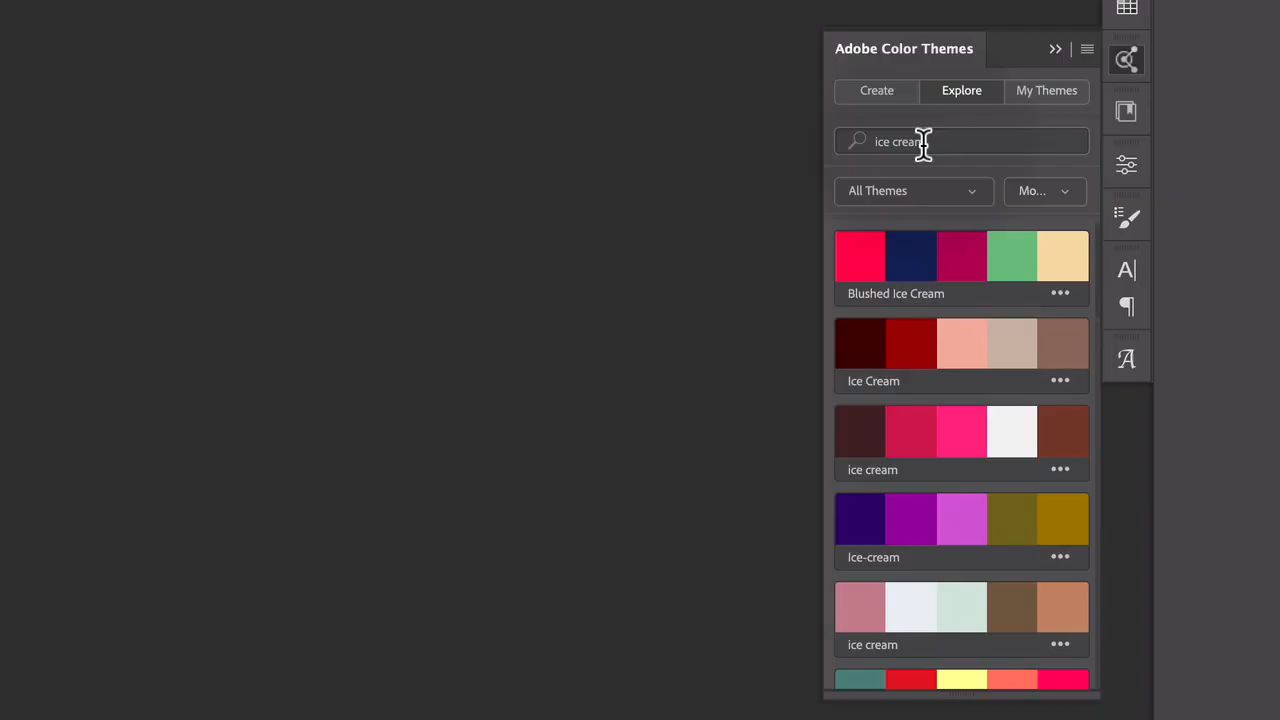 Adobe Color Themes
Create Explore My Themes
ice cream
All Themes Mo...
Blushed Ice Cream
Ice Cream
ice cream
Ice-cream
ice cream